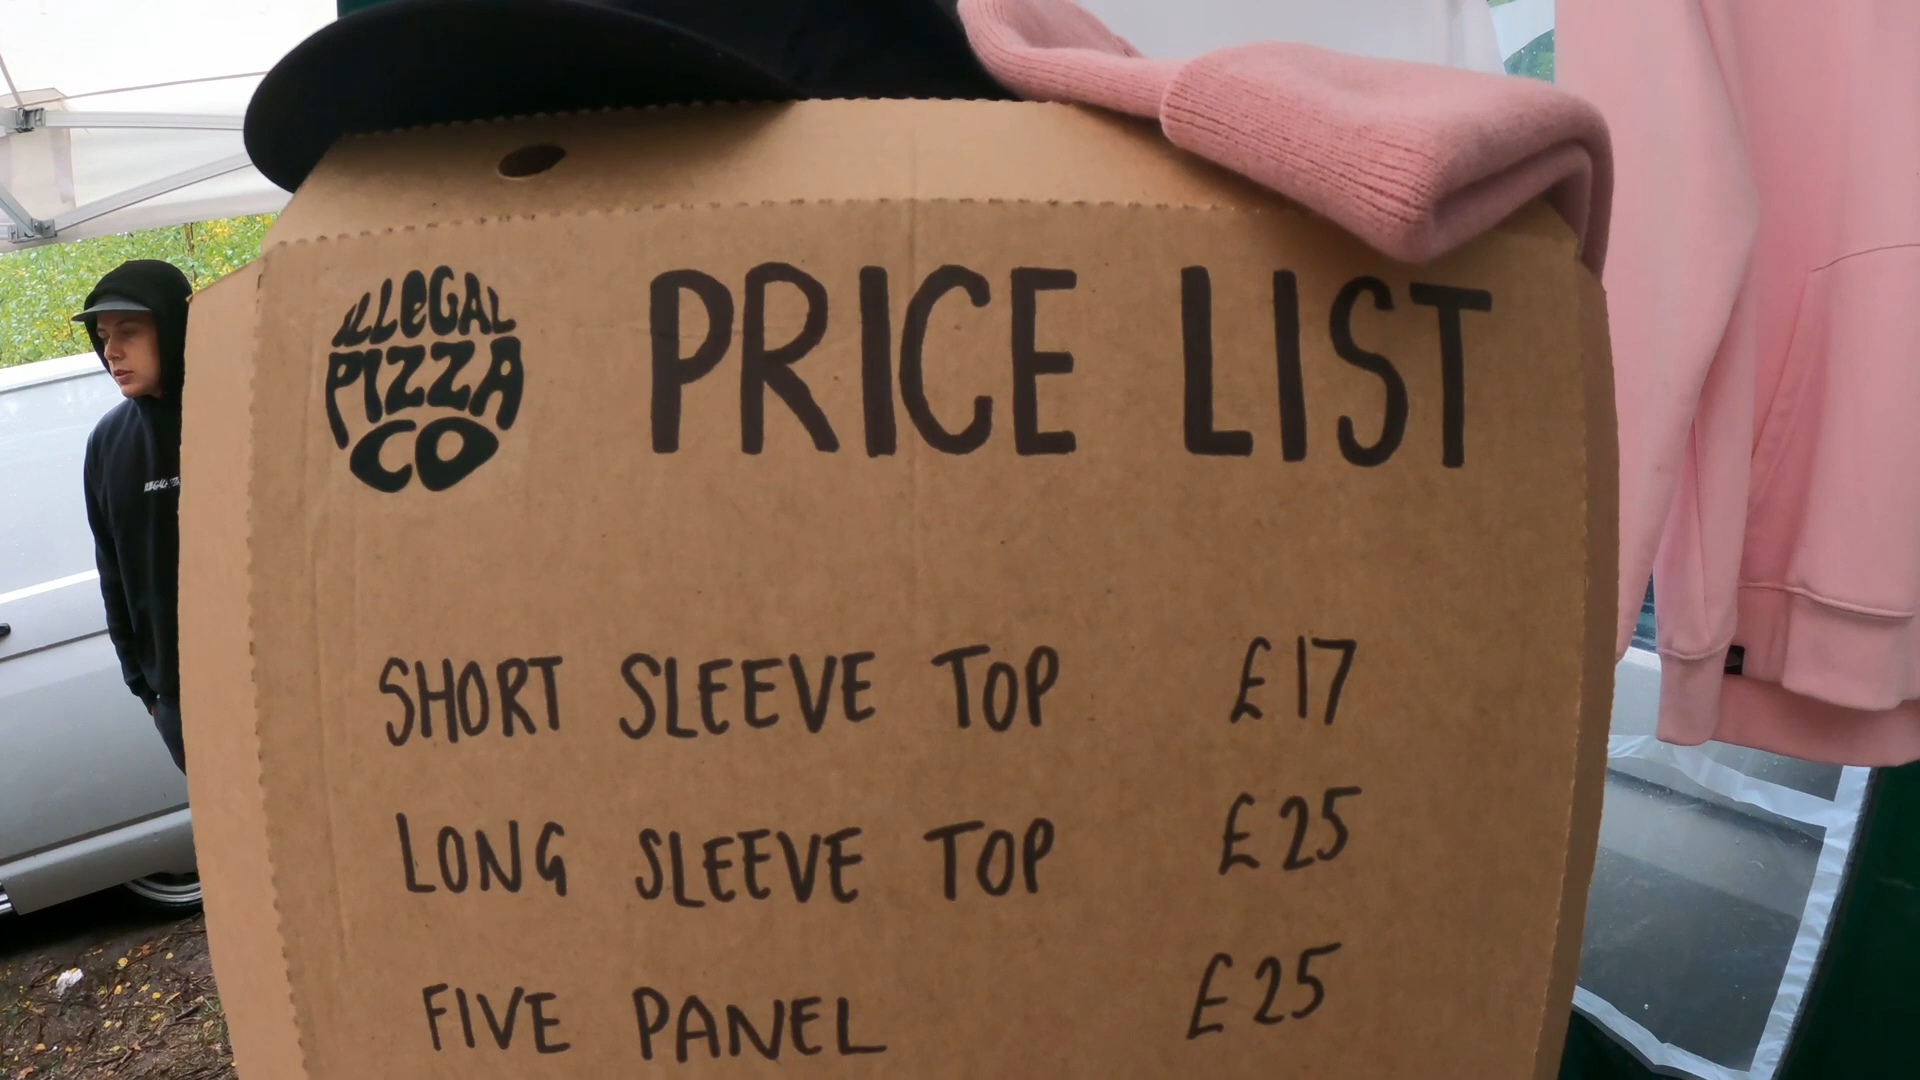 ILLEGAL
PIZZA
CO
PRICE LIST
SHORT SLEEVE TOP £17
LONG SLEEVE TOP £25
FIVE PANEL £25